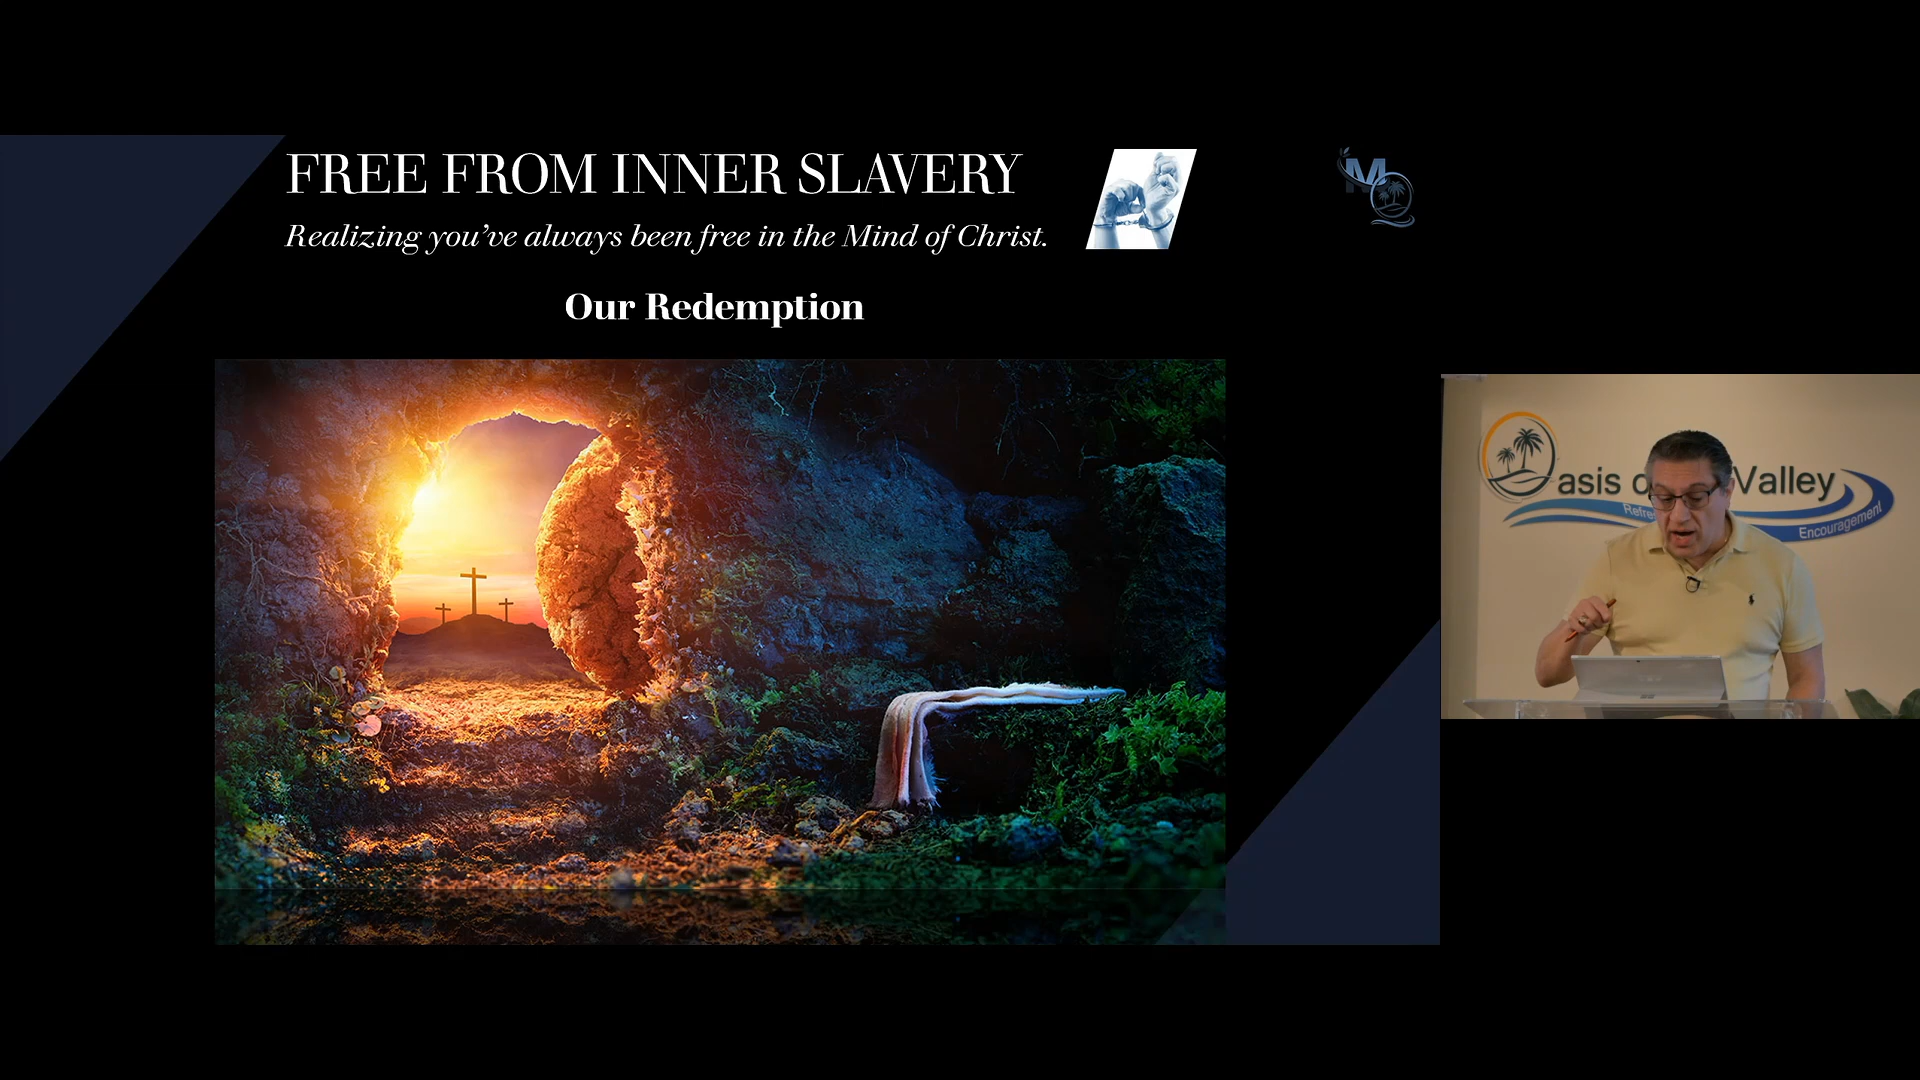 FREE FROM INNER SLAVERY
Realizing you've always been free in the Mind of Christ.
Our Redemption
M
asis o Valley
Refre
Encouragement